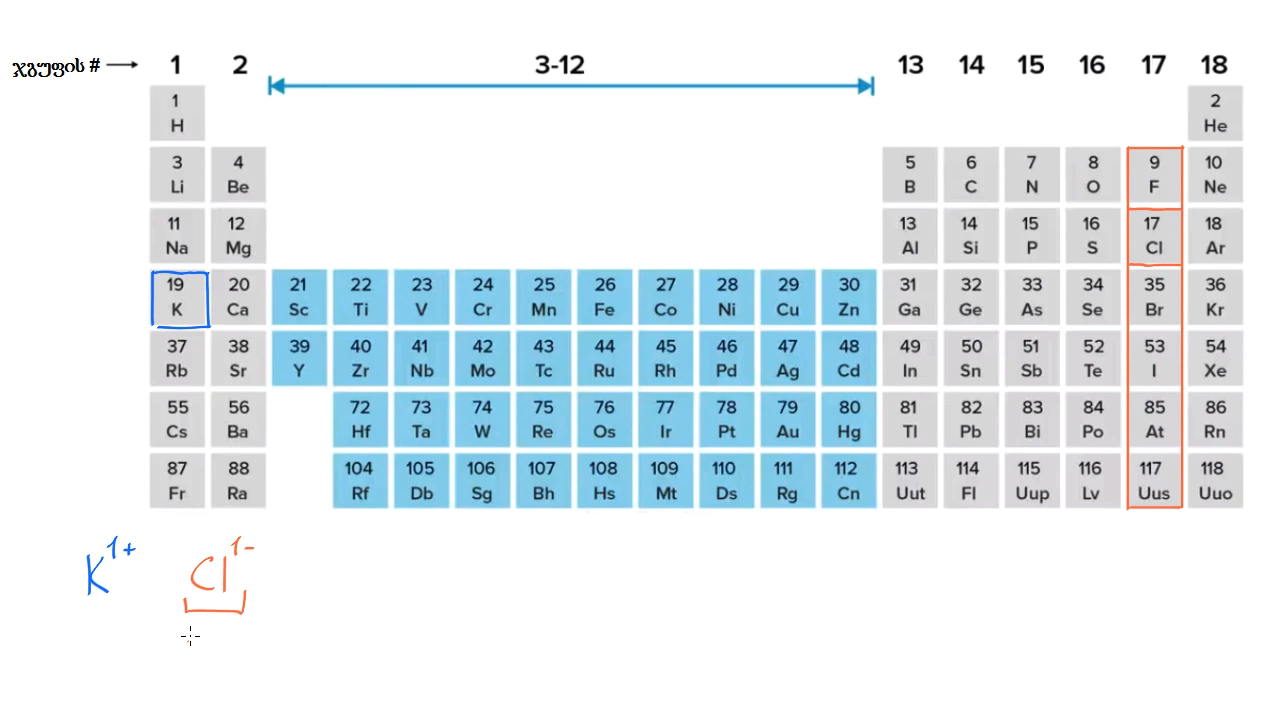 ჯგუფის # → 1 2 3-12 13 14 15 16 17 18
1 2
H He
3 4 5 6 7 8 9 10
Li Be B C N O F Ne
11 12 13 14 15 16 17 18
Na Mg Al Si P S Cl Ar
19 20 21 22 23 24 25 26 27 28 29 30 31 32 33 34 35 36
K Ca Sc Ti V Cr Mn Fe Co Ni Cu Zn Ga Ge As Se Br Kr
37 38 39 40 41 42 43 44 45 46 47 48 49 50 51 52 53 54
Rb Sr Y Zr Nb Mo Tc Ru Rh Pd Ag Cd In Sn Sb Te I Xe
55 56 72 73 74 75 76 77 78 79 80 81 82 83 84 85 86
Cs Ba Hf Ta W Re Os Ir Pt Au Hg Tl Pb Bi Po At Rn
87 88 104 105 106 107 108 109 110 111 112 113 114 115 116 117 118
Fr Ra Rf Db Sg Bh Hs Mt Ds Rg Cn Uut Fl Uup Lv Uus Uuo
K¹⁺ Cl¹⁻